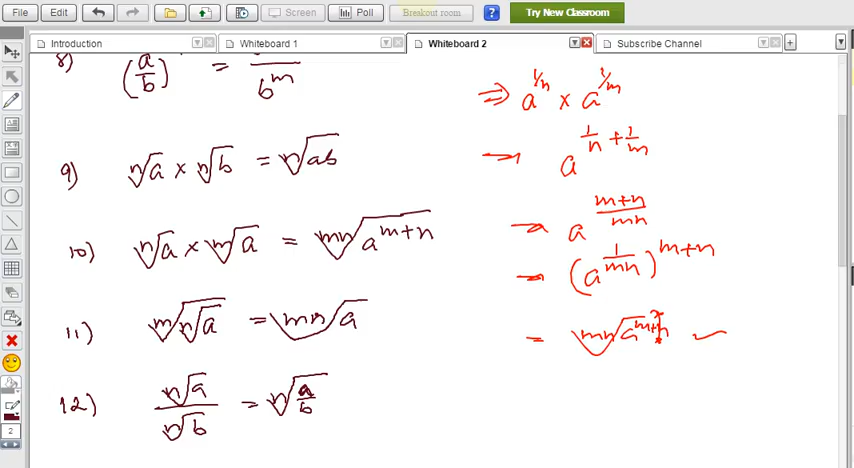 File Edit Screen Poll Breakout room ? Try New Classroom
Introduction Whiteboard 1 Whiteboard 2 Subscribe Channel +
8) (a/b) = / b^m
9) ⁿ√a × ⁿ√b = ⁿ√ab
10) ⁿ√a × ᵐ√a = ᵐⁿ√a^(m+n)
11) ᵐ√ⁿ√a = ᵐⁿ√a
12) ⁿ√a / ⁿ√b = ⁿ√(a/b)
⇒ a^(1/n) × a^(1/m)
→ a^(1/n + 1/m)
→ a^((m+n)/mn)
→ (a^(1/mn))^(m+n)
= ᵐⁿ√a^(m+n) ✓
2